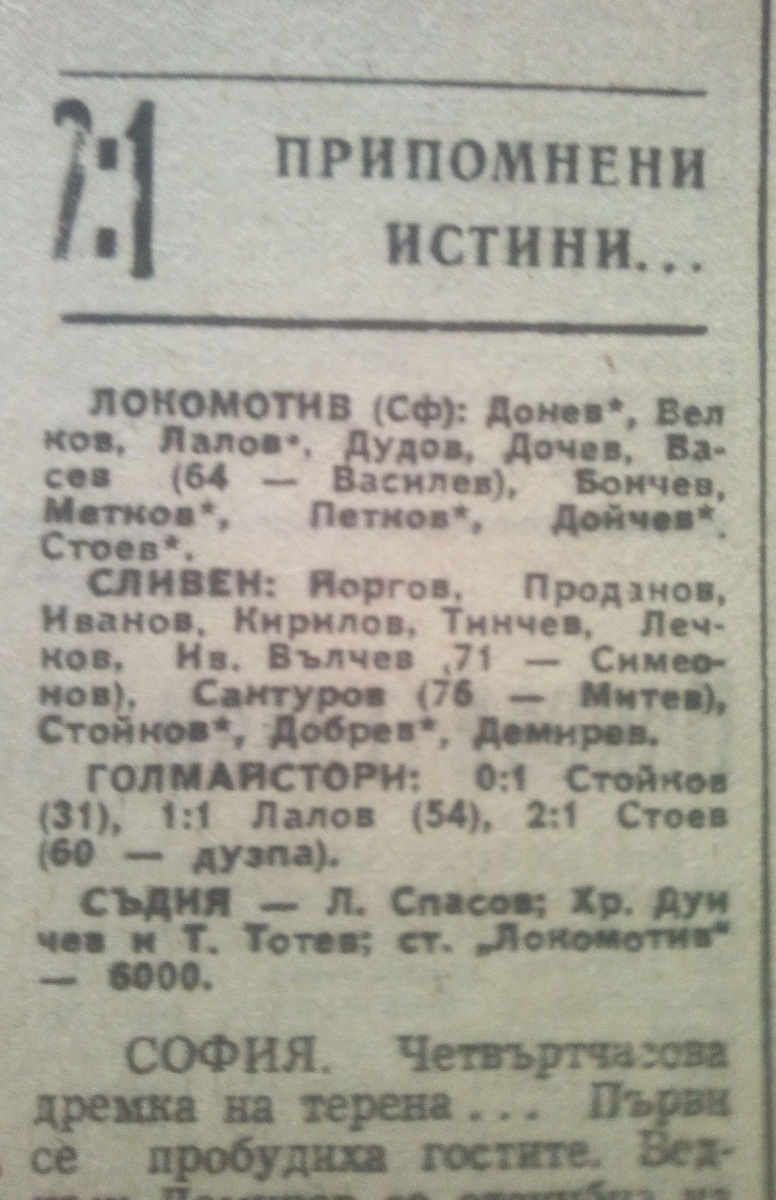 2:1
ПРИПОМНЕНИ
ИСТИНИ...
ЛОКОМОТИВ (Сф): Донев*, Вел
ков, Лалов*, Дудов, Дочев, Ва-
сев (64 — Василев), Бончев,
Метков*, Петков*, Дойчев*,
Стоев*.
СЛИВЕН: Йоргов, Проданов,
Иванов, Кирилов, Тинчев, Леч-
ков, Ив. Вълчев ,71 — Симео-
нов), Сантуров (76 — Митев),
Стойков*, Добрев*, Демирев.
ГОЛМАЙСТОРИ: 0:1 Стойков
(31), 1:1 Лалов (54), 2:1 Стоев
(60 — дузпа).
СЪДИЯ — Л. Спасов; Хр. Дун
чев и Т. Тотев; ст. „Локомотив“
— 6000.
СОФИЯ. Четвъртчасова
дремка на терена... Първи
се пробудиха гостите. Вед-